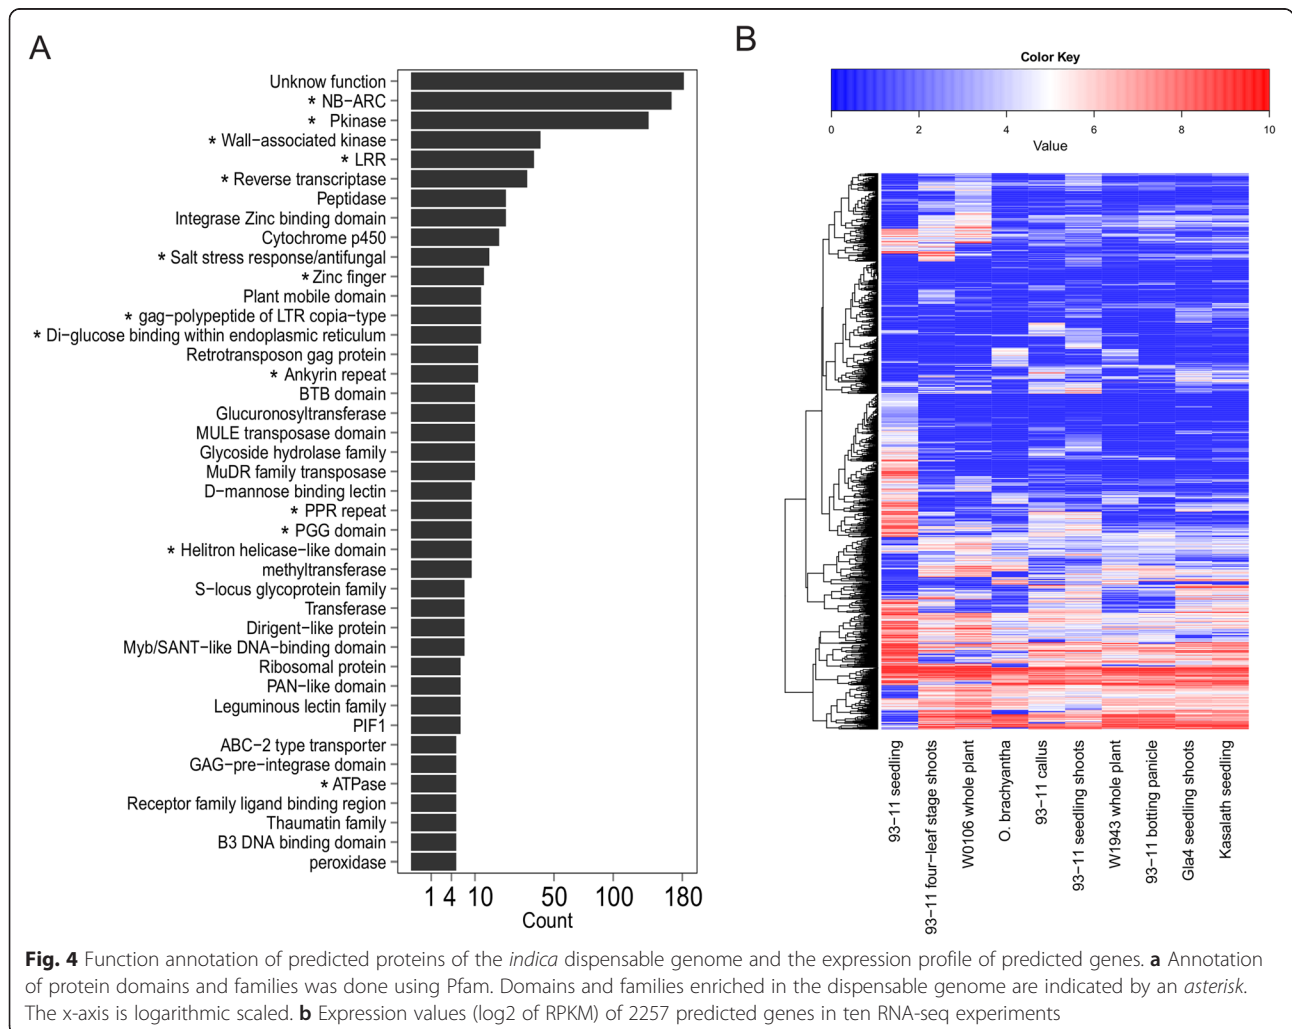 A
Unknow function
* NB−ARC
* Pkinase
* Wall−associated kinase
* LRR
* Reverse transcriptase
Peptidase
Integrase Zinc binding domain
Cytochrome p450
* Salt stress response/antifungal
* Zinc finger
Plant mobile domain
* gag−polypeptide of LTR copia−type
* Di−glucose binding within endoplasmic reticulum
Retrotransposon gag protein
* Ankyrin repeat
BTB domain
Glucuronosyltransferase
MULE transposase domain
Glycoside hydrolase family
MuDR family transposase
D−mannose binding lectin
* PPR repeat
* PGG domain
* Helitron helicase−like domain
methyltransferase
S−locus glycoprotein family
Transferase
Dirigent−like protein
Myb/SANT−like DNA−binding domain
Ribosomal protein
PAN−like domain
Leguminous lectin family
PIF1
ABC−2 type transporter
GAG−pre−integrase domain
* ATPase
Receptor family ligand binding region
Thaumatin family
B3 DNA binding domain
peroxidase
1 4 10 50 100 180
Count
B
Color Key
0 2 4 6 8 10
Value
93−11 seedling
93−11 four−leaf stage shoots
W0106 whole plant
O. brachyantha
93−11 callus
93−11 seedling shoots
W1943 whole plant
93−11 botting panicle
Gla4 seedling shoots
Kasalath seedling
Fig. 4 Function annotation of predicted proteins of the indica dispensable genome and the expression profile of predicted genes. a Annotation
of protein domains and families was done using Pfam. Domains and families enriched in the dispensable genome are indicated by an asterisk.
The x-axis is logarithmic scaled. b Expression values (log2 of RPKM) of 2257 predicted genes in ten RNA-seq experiments